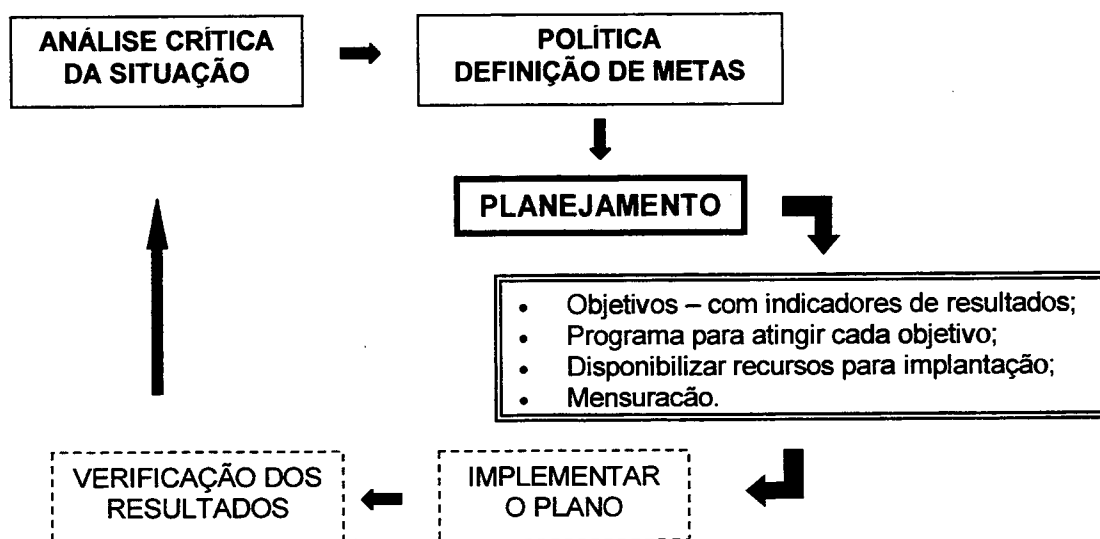 ANÁLISE CRÍTICA
DA SITUAÇÃO
POLÍTICA
DEFINIÇÃO DE METAS
PLANEJAMENTO
• Objetivos – com indicadores de resultados;
• Programa para atingir cada objetivo;
• Disponibilizar recursos para implantação;
• Mensuracão.
IMPLEMENTAR
O PLANO
VERIFICAÇÃO DOS
RESULTADOS